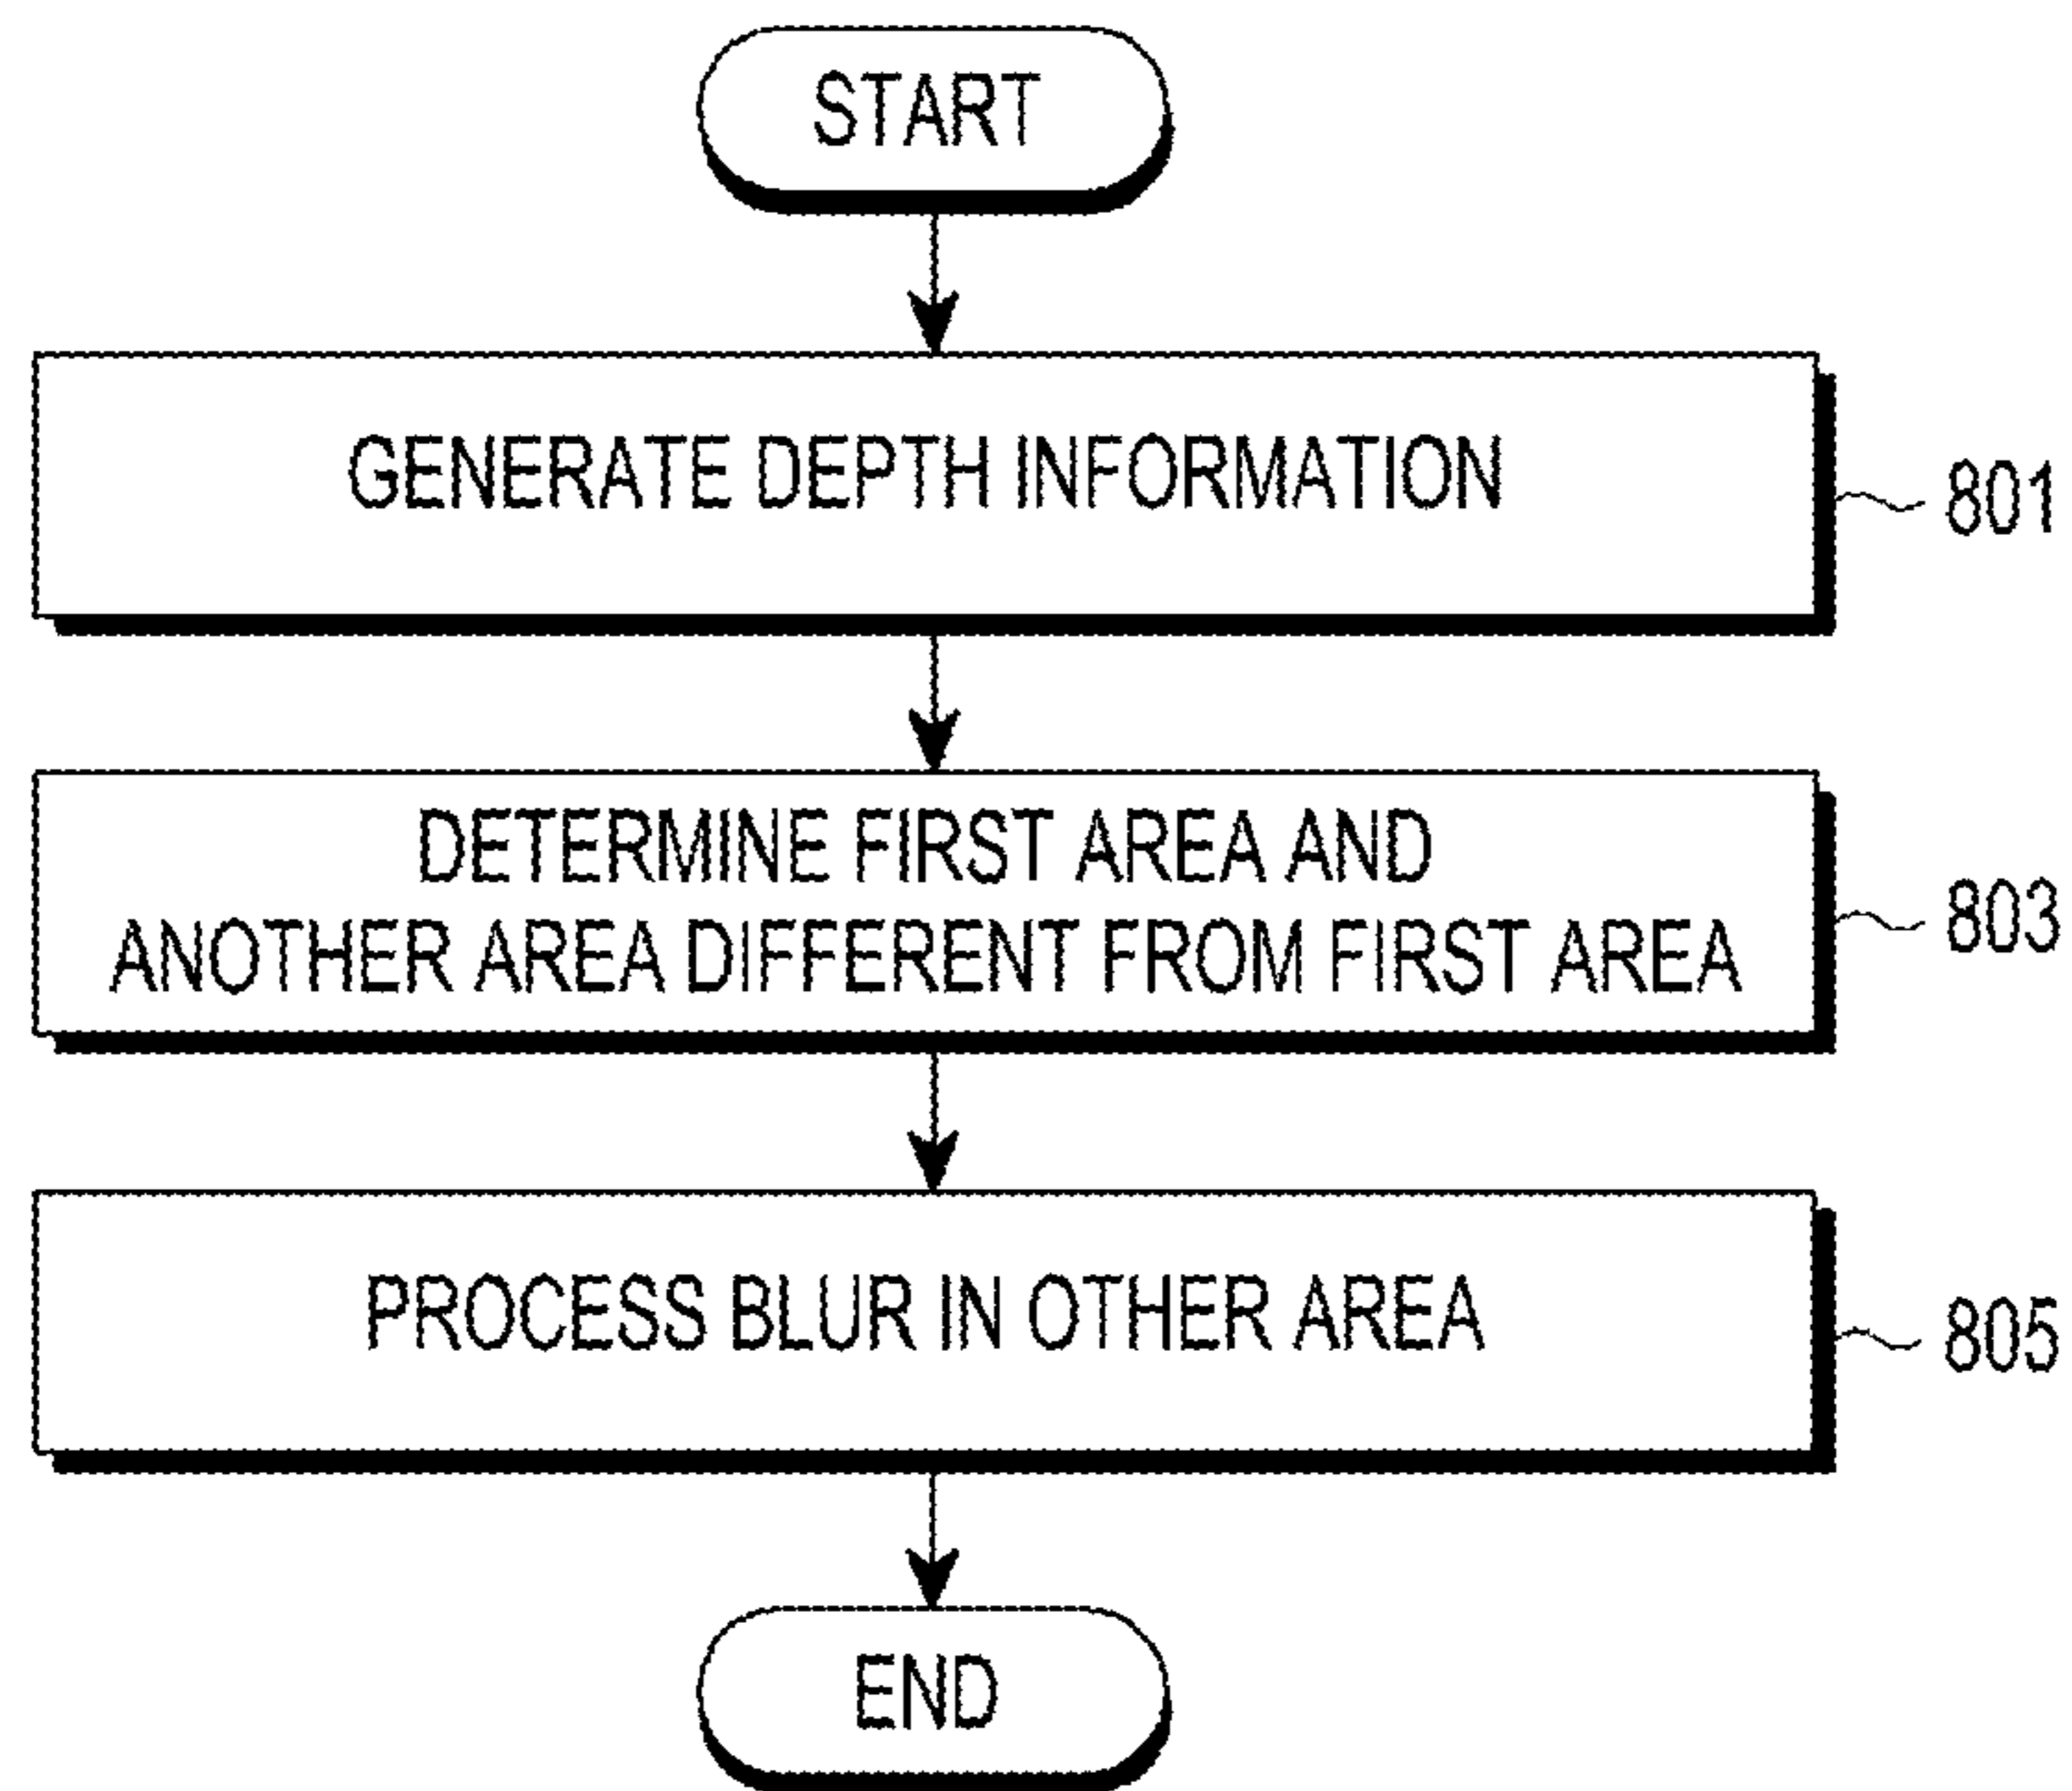 START
GENERATE DEPTH INFORMATION
801
DETERMINE FIRST AREA AND
ANOTHER AREA DIFFERENT FROM FIRST AREA
803
PROCESS BLUR IN OTHER AREA
805
END